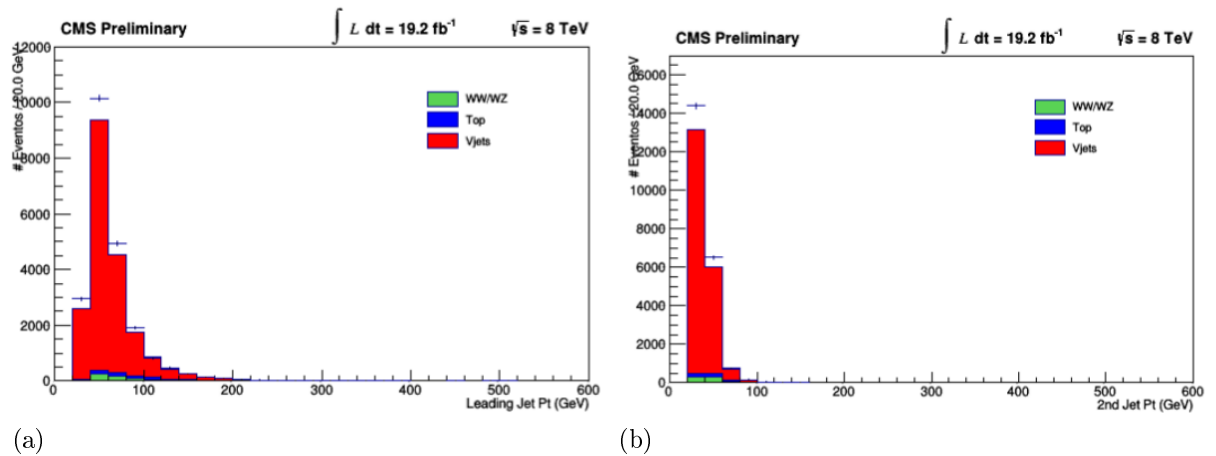 CMS Preliminary ∫ L dt = 19.2 fb⁻¹ √s = 8 TeV
# Eventos / 20.0 GeV
12000
10000
8000
6000
4000
2000
0
WW/WZ
Top
Vjets
0 100 200 300 400 500 600
Leading Jet Pt (GeV)
(a)
CMS Preliminary ∫ L dt = 19.2 fb⁻¹ √s = 8 TeV
# Eventos / 20.0 GeV
16000
14000
12000
10000
8000
6000
4000
2000
0
WW/WZ
Top
Vjets
0 100 200 300 400 500 600
2nd Jet Pt (GeV)
(b)